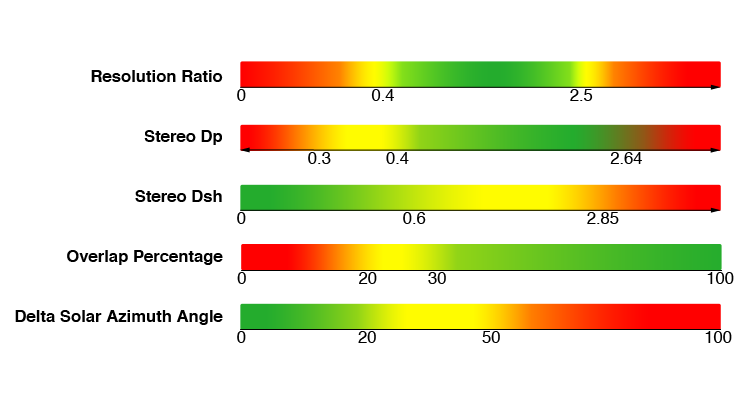 Resolution Ratio
0 0.4 2.5
Stereo Dp
0.3 0.4 2.64
Stereo Dsh
0 0.6 2.85
Overlap Percentage
0 20 30 100
Delta Solar Azimuth Angle
0 20 50 100